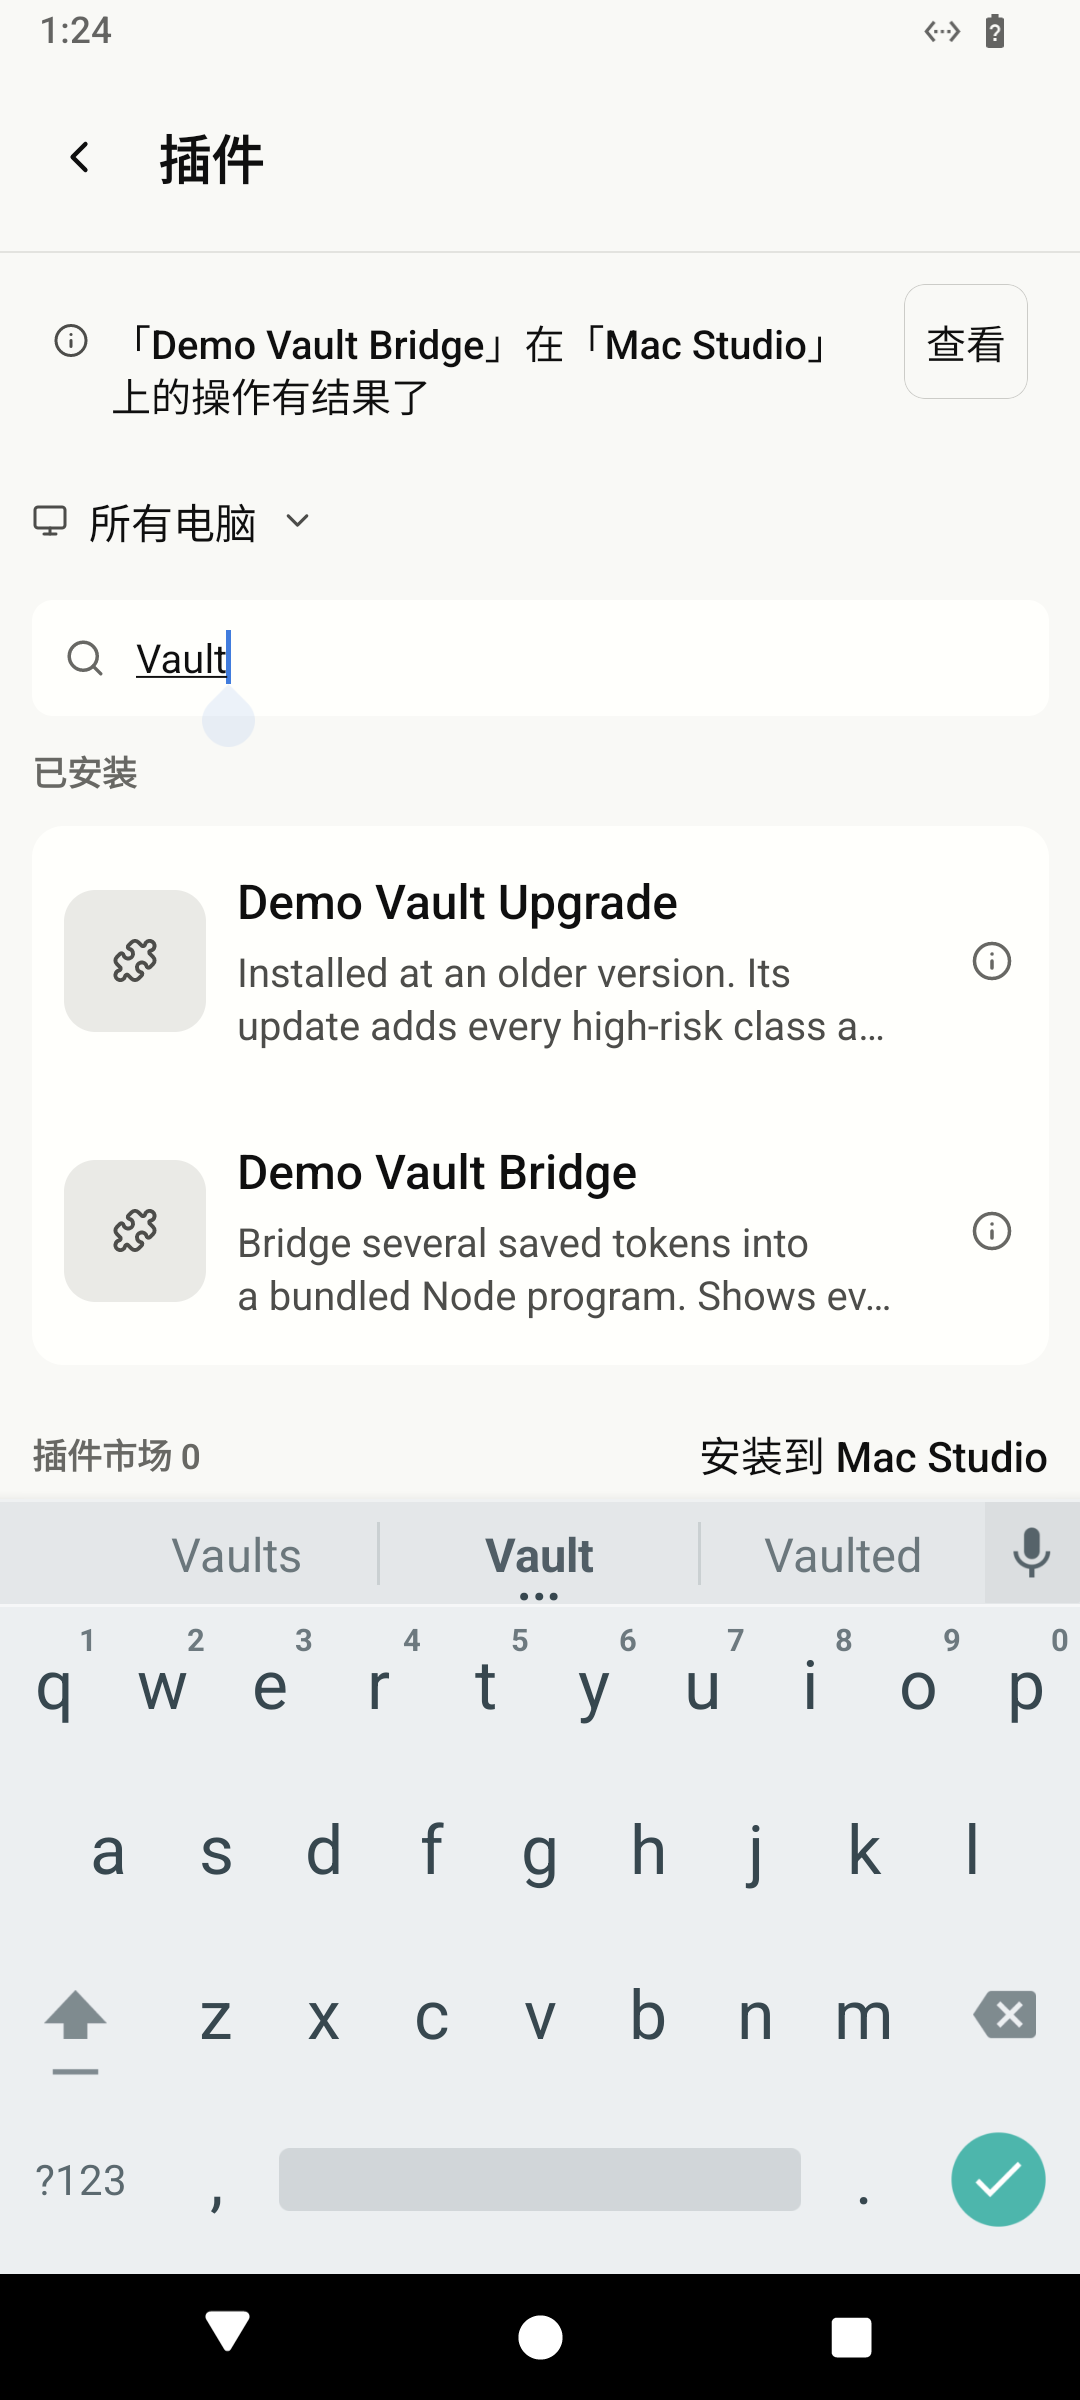 1:24
插件
「Demo Vault Bridge」在「Mac Studio」
上的操作有结果了
查看
所有电脑
Vault
已安装
Demo Vault Upgrade
Installed at an older version. Its
update adds every high-risk class a…
Demo Vault Bridge
Bridge several saved tokens into
a bundled Node program. Shows ev…
插件市场 0
安装到 Mac Studio
Vaults Vault Vaulted
1 2 3 4 5 6 7 8 9 0
q w e r t y u i o p
a s d f g h j k l
z x c v b n m
?123 , .